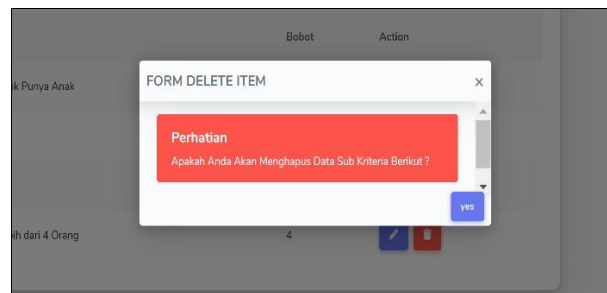 Bobot Action
FORM DELETE ITEM x
Punya Anak
Perhatian
Apakah Anda Akan Menghapus Data Sub Kriteria Berikut ?
yes
dari 4 Orang 4